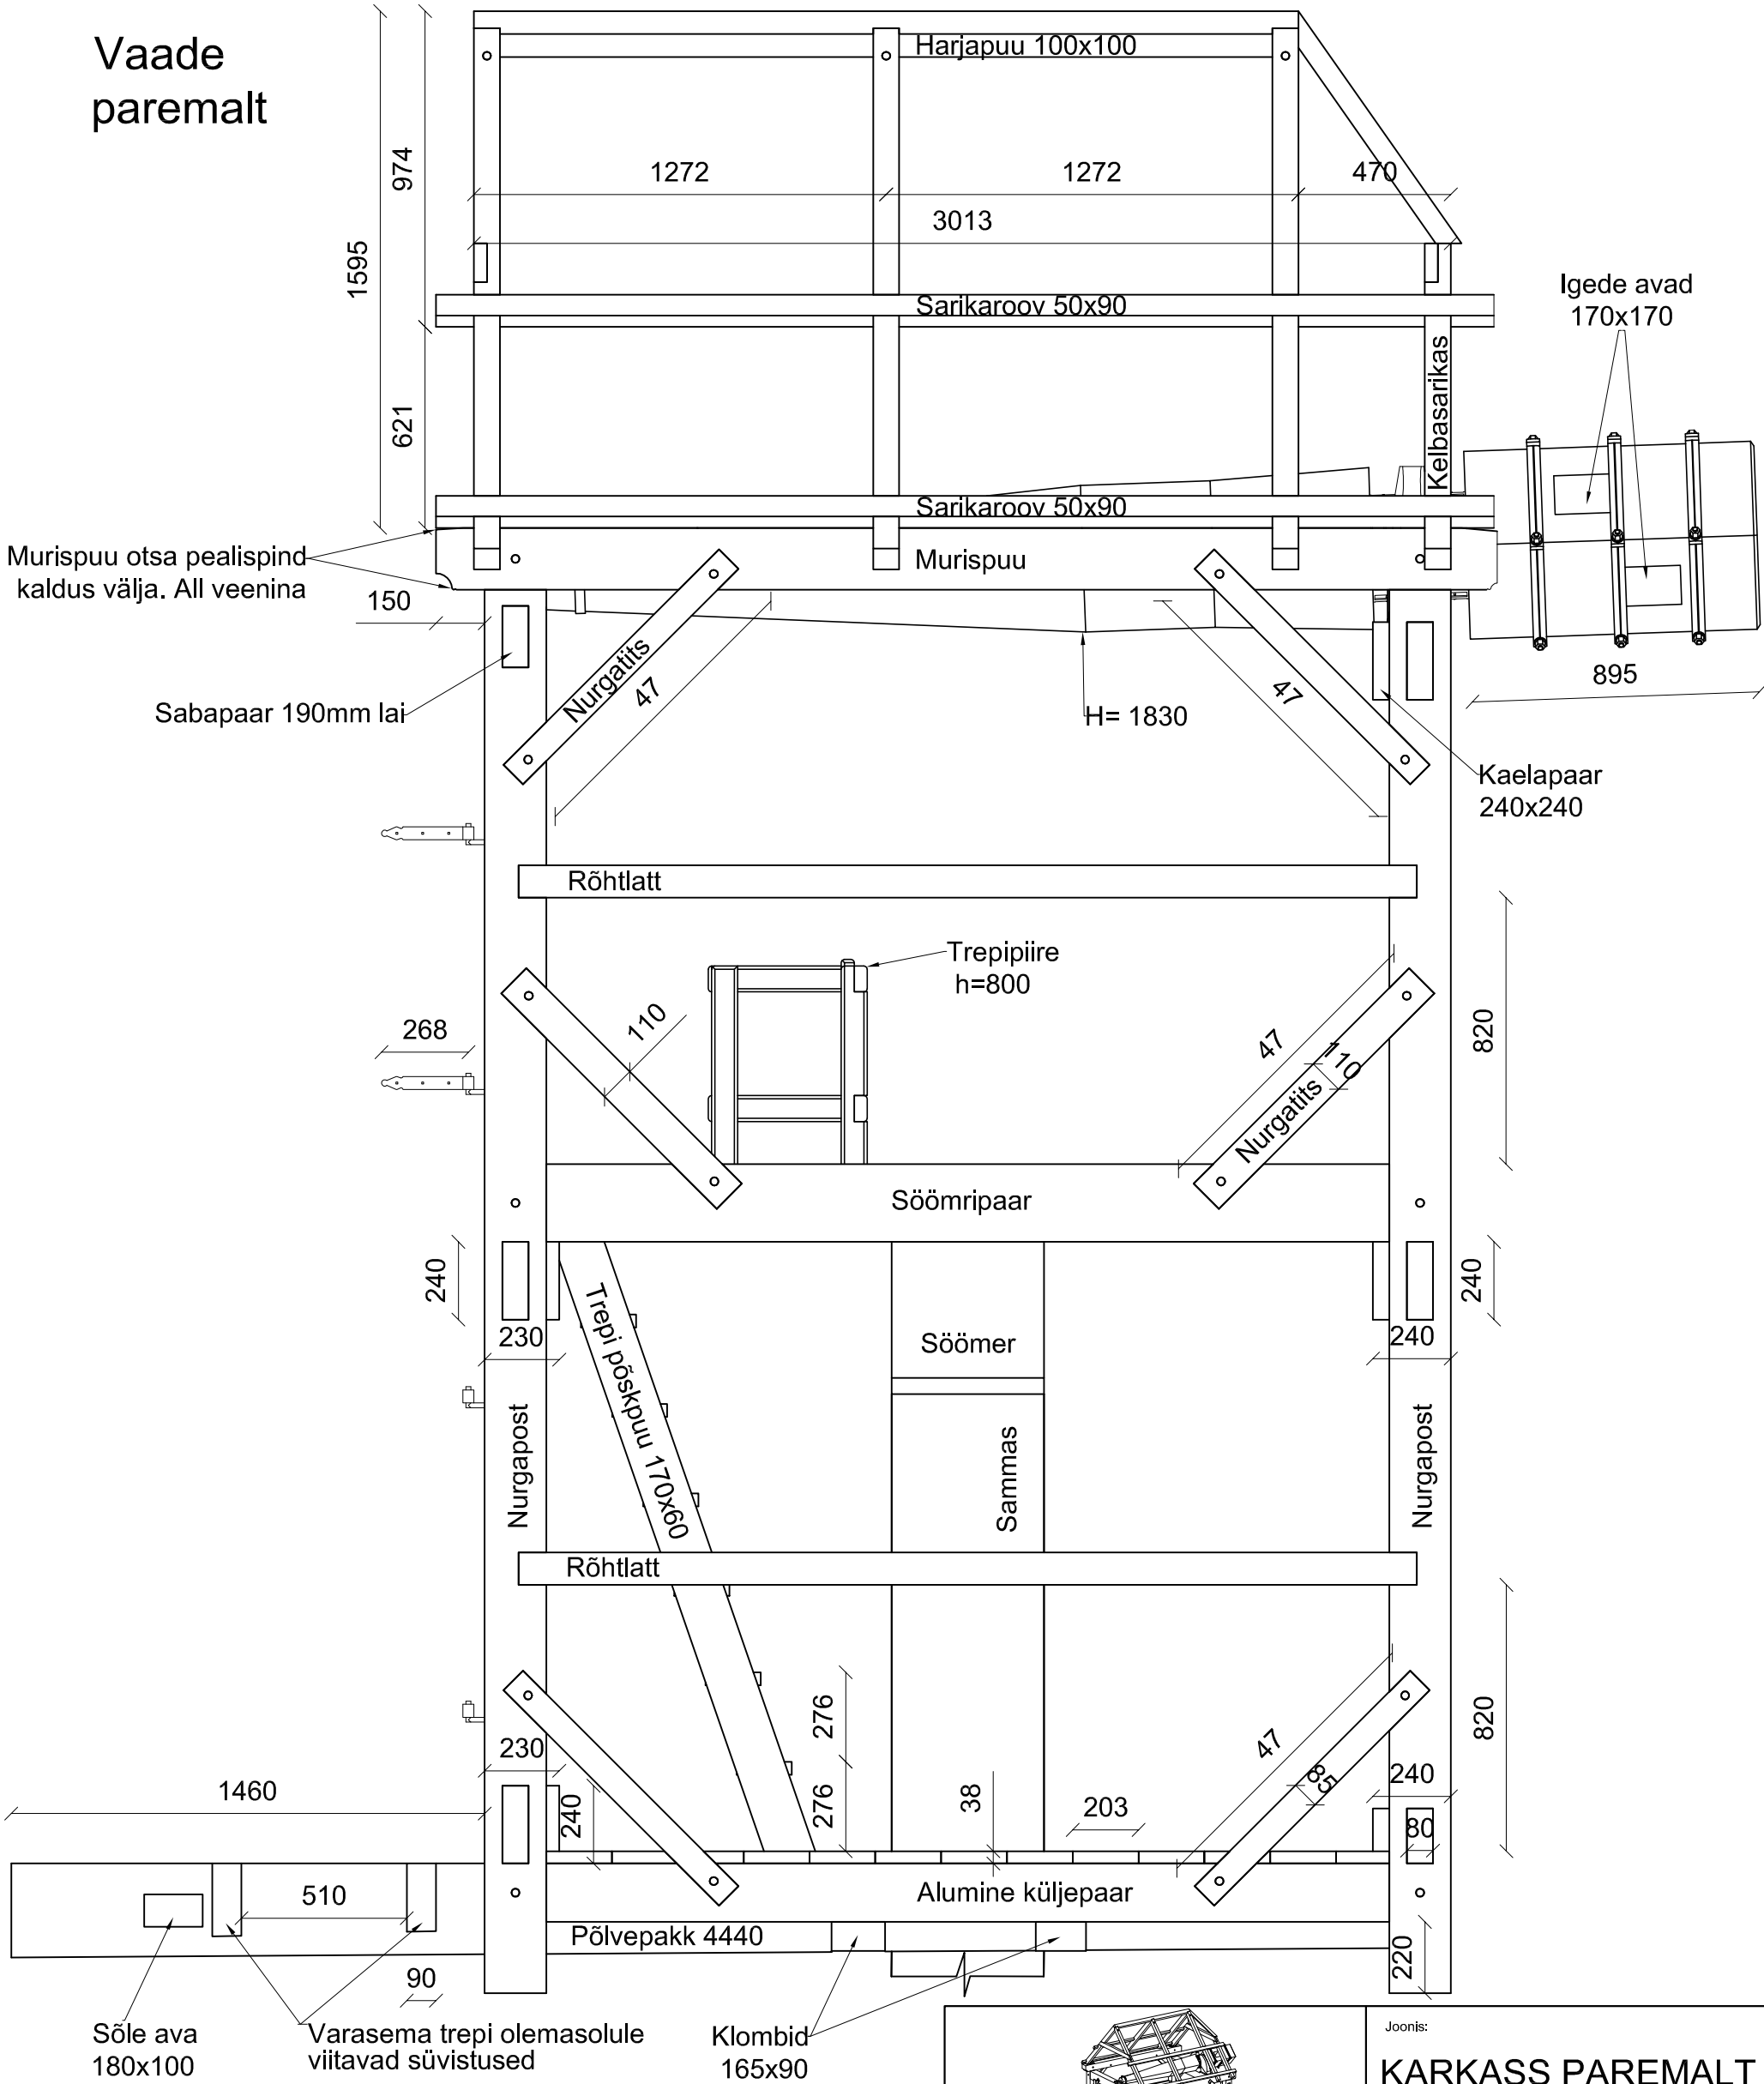 Vaade
paremalt
Harjapuu 100x100
974
1595
621
1272
1272
470
3013
Sarikaroov 50x90
Kelbasarikas
Igede avad
170x170
Sarikaroov 50x90
Murispuu otsa pealispind
kaldus välja. All veenina
Murispuu
150
Sabapaar 190mm lai
Nurgatits
47
H= 1830
47
895
Kaelapaar
240x240
Rõhtlatt
Trepipiire
h=800
268
110
47
110
Nurgatits
820
Söömripaar
240
230
Trepi põskpuu 170x60
Söömer
240
240
Nurgapost
Sammas
Nurgapost
Rõhtlatt
276
276
230
240
1460
38
203
47
85
240
80
820
510
Alumine küljepaar
Põlvepakk 4440
220
90
Sõle ava
180x100
Varasema trepi olemasolule
viitavad süvistused
Klombid
165x90
Joonis:
KARKASS PAREMALT